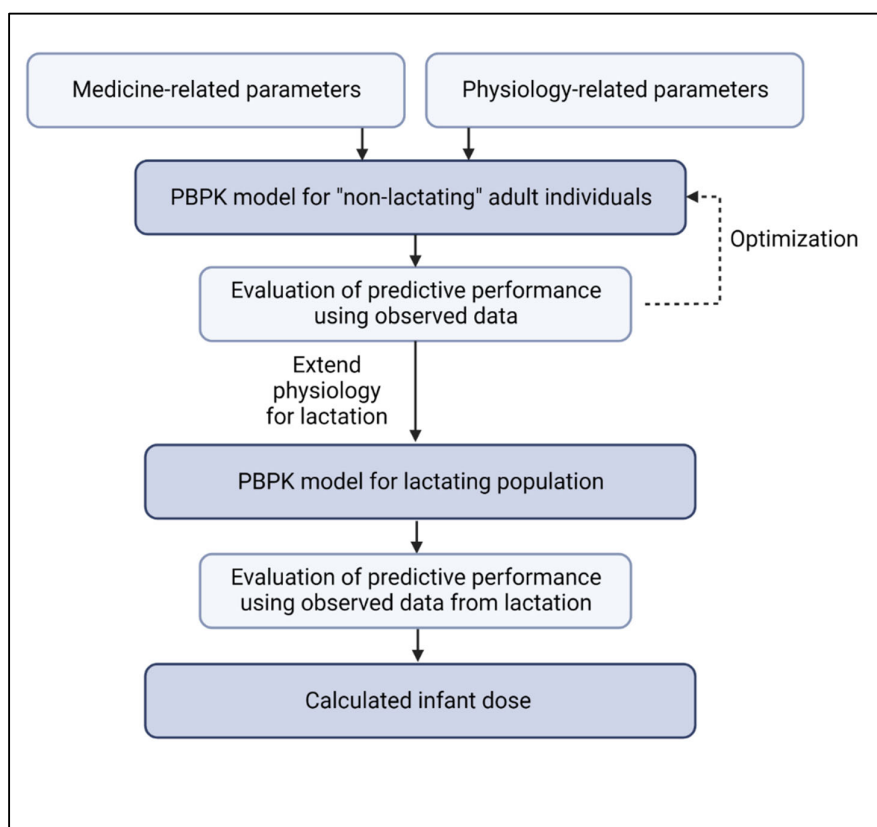 Medicine-related parameters
Physiology-related parameters
PBPK model for "non-lactating" adult individuals
Optimization
Evaluation of predictive performance
using observed data
Extend
physiology
for lactation
PBPK model for lactating population
Evaluation of predictive performance
using observed data from lactation
Calculated infant dose